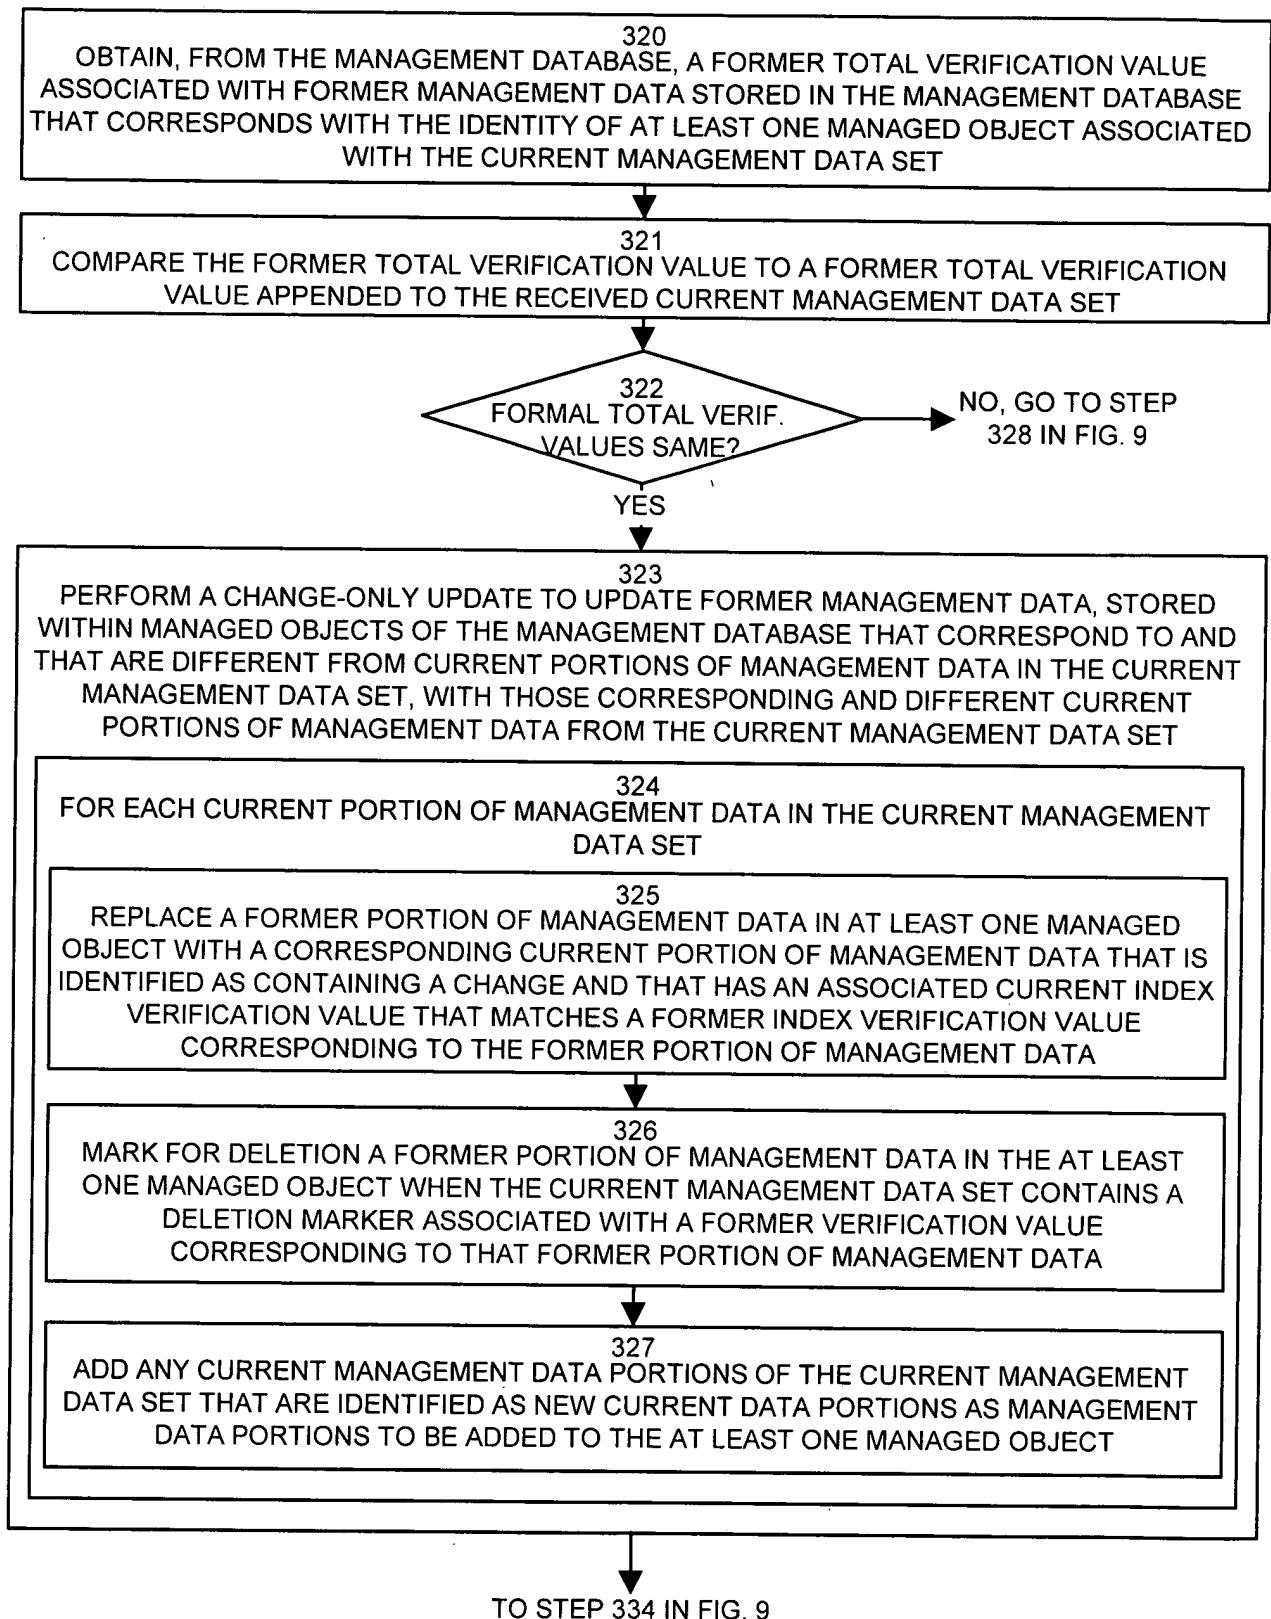 320
OBTAIN, FROM THE MANAGEMENT DATABASE, A FORMER TOTAL VERIFICATION VALUE
ASSOCIATED WITH FORMER MANAGEMENT DATA STORED IN THE MANAGEMENT DATABASE
THAT CORRESPONDS WITH THE IDENTITY OF AT LEAST ONE MANAGED OBJECT ASSOCIATED
WITH THE CURRENT MANAGEMENT DATA SET
321
COMPARE THE FORMER TOTAL VERIFICATION VALUE TO A FORMER TOTAL VERIFICATION
VALUE APPENDED TO THE RECEIVED CURRENT MANAGEMENT DATA SET
322
FORMAL TOTAL VERIF.
VALUES SAME?
NO, GO TO STEP
328 IN FIG. 9
YES
323
PERFORM A CHANGE-ONLY UPDATE TO UPDATE FORMER MANAGEMENT DATA, STORED
WITHIN MANAGED OBJECTS OF THE MANAGEMENT DATABASE THAT CORRESPOND TO AND
THAT ARE DIFFERENT FROM CURRENT PORTIONS OF MANAGEMENT DATA IN THE CURRENT
MANAGEMENT DATA SET, WITH THOSE CORRESPONDING AND DIFFERENT CURRENT
PORTIONS OF MANAGEMENT DATA FROM THE CURRENT MANAGEMENT DATA SET
324
FOR EACH CURRENT PORTION OF MANAGEMENT DATA IN THE CURRENT MANAGEMENT
DATA SET
325
REPLACE A FORMER PORTION OF MANAGEMENT DATA IN AT LEAST ONE MANAGED
OBJECT WITH A CORRESPONDING CURRENT PORTION OF MANAGEMENT DATA THAT IS
IDENTIFIED AS CONTAINING A CHANGE AND THAT HAS AN ASSOCIATED CURRENT INDEX
VERIFICATION VALUE THAT MATCHES A FORMER INDEX VERIFICATION VALUE
CORRESPONDING TO THE FORMER PORTION OF MANAGEMENT DATA
326
MARK FOR DELETION A FORMER PORTION OF MANAGEMENT DATA IN THE AT LEAST
ONE MANAGED OBJECT WHEN THE CURRENT MANAGEMENT DATA SET CONTAINS A
DELETION MARKER ASSOCIATED WITH A FORMER VERIFICATION VALUE
CORRESPONDING TO THAT FORMER PORTION OF MANAGEMENT DATA
327
ADD ANY CURRENT MANAGEMENT DATA PORTIONS OF THE CURRENT MANAGEMENT
DATA SET THAT ARE IDENTIFIED AS NEW CURRENT DATA PORTIONS AS MANAGEMENT
DATA PORTIONS TO BE ADDED TO THE AT LEAST ONE MANAGED OBJECT
TO STEP 334 IN FIG. 9